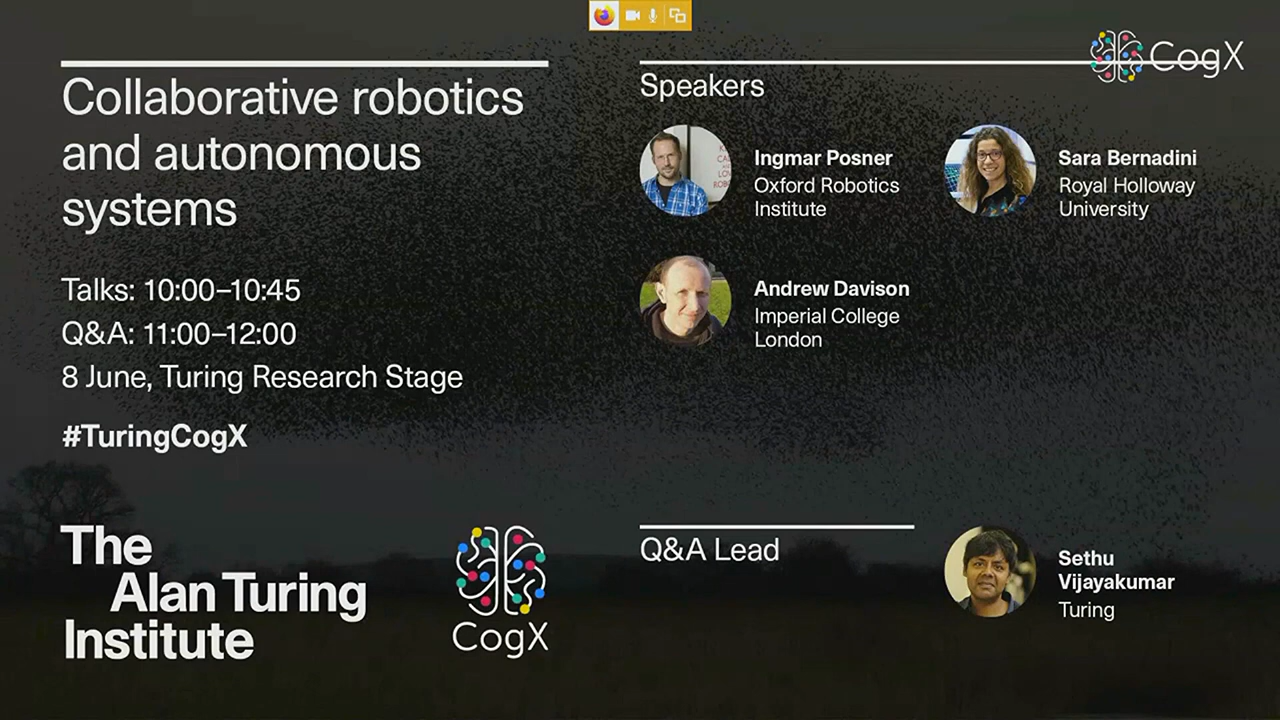 Collaborative robotics
and autonomous
systems
Talks: 10:00–10:45
Q&A: 11:00–12:00
8 June, Turing Research Stage
#TuringCogX
The
Alan Turing
Institute
CogX
CogX
Speakers
Ingmar Posner
Oxford Robotics
Institute
Sara Bernadini
Royal Holloway
University
Andrew Davison
Imperial College
London
Q&A Lead
Sethu
Vijayakumar
Turing